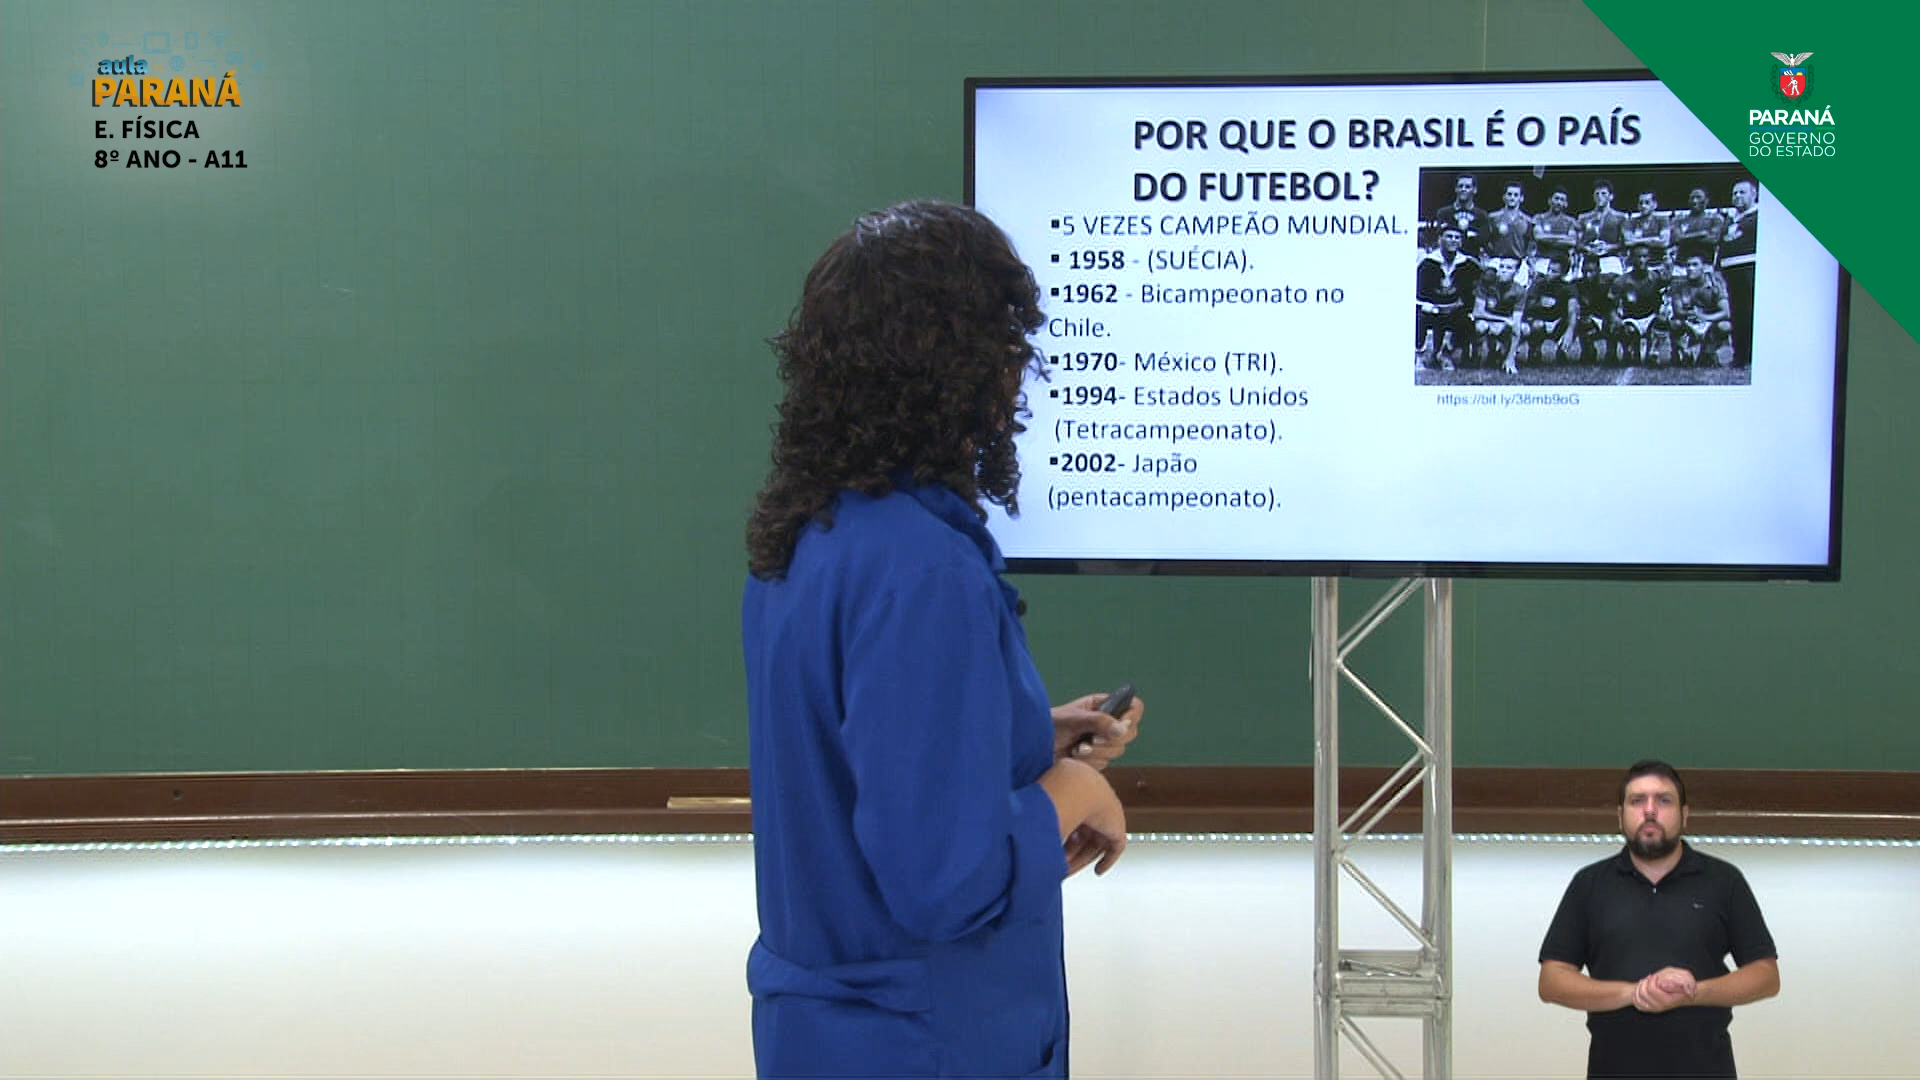 aula
PARANÁ
E. FÍSICA
8º ANO - A11
POR QUE O BRASIL É O PAÍS
DO FUTEBOL?
▪5 VEZES CAMPEÃO MUNDIAL.
▪ 1958 - (SUÉCIA).
▪1962 - Bicampeonato no
Chile.
▪1970- México (TRI).
▪1994- Estados Unidos
(Tetracampeonato).
▪2002- Japão
(pentacampeonato).
https://bit.ly/38mb9oG
PARANÁ
GOVERNO
DO ESTADO